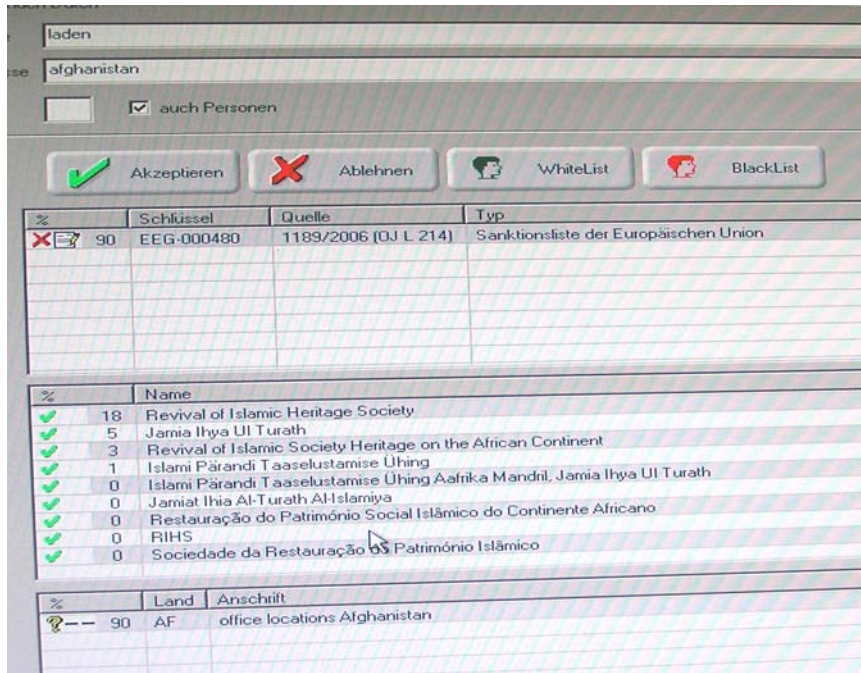 laden
sse afghanistan
auch Personen
Akzeptieren Ablehnen WhiteList BlackList
% Schlüssel Quelle Typ
90 EEG-000480 1189/2006 (OJ L 214) Sanktionsliste der Europäischen Union
% Name
18 Revival of Islamic Heritage Society
5 Jamia Ihya Ul Turath
3 Revival of Islamic Society Heritage on the African Continent
1 Islami Pärandi Taaselustamise Ühing
0 Islami Pärandi Taaselustamise Ühing Aafrika Mandril, Jamia Ihya Ul Turath
0 Jamiat Ihia Al-Turath Al-Islamiya
0 Restauração do Património Social Islâmico do Continente Africano
0 RIHS
0 Sociedade da Restauração os Património Islâmico
% Land Anschrift
?-- 90 AF office locations Afghanistan